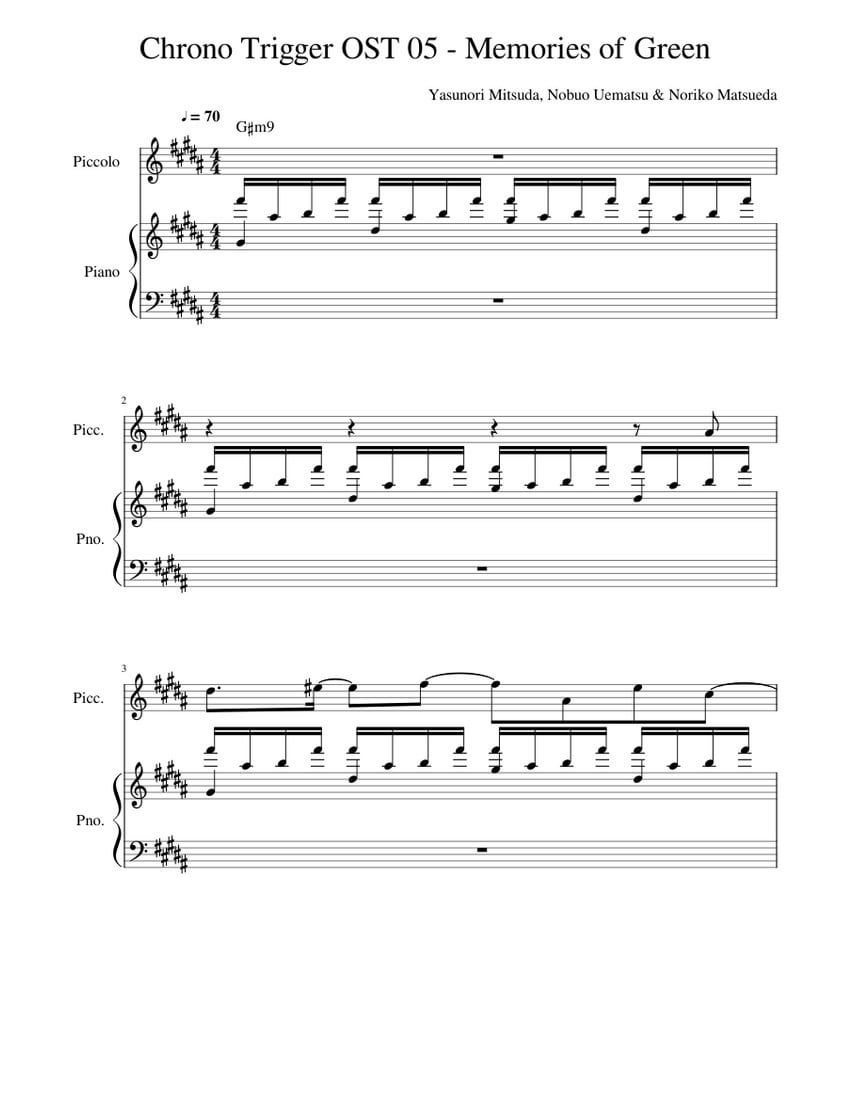 Chrono Trigger OST 05 - Memories of Green
Yasunori Mitsuda, Nobuo Uematsu & Noriko Matsueda
♩ = 70
G♯m9
Piccolo
Piano
2
Picc.
Pno.
3
Picc.
Pno.